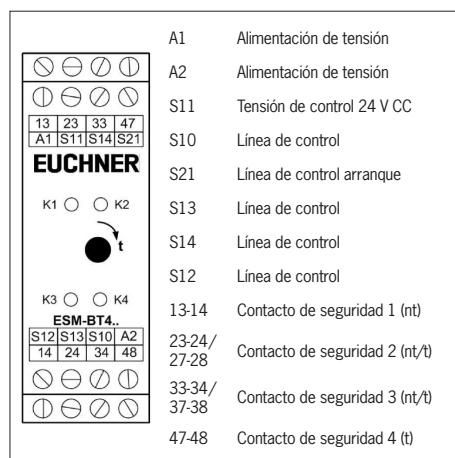 13 23 33 47
A1 S11 S14 S21
EUCHNER
K1 K2
t
K3 K4
ESM-BT4..
S12 S13 S10 A2
14 24 34 48
A1 Alimentación de tensión
A2 Alimentación de tensión
S11 Tensión de control 24 V CC
S10 Línea de control
S21 Línea de control arranque
S13 Línea de control
S14 Línea de control
S12 Línea de control
13-14 Contacto de seguridad 1 (nt)
23-24/
27-28 Contacto de seguridad 2 (nt/t)
33-34/
37-38 Contacto de seguridad 3 (nt/t)
47-48 Contacto de seguridad 4 (t)